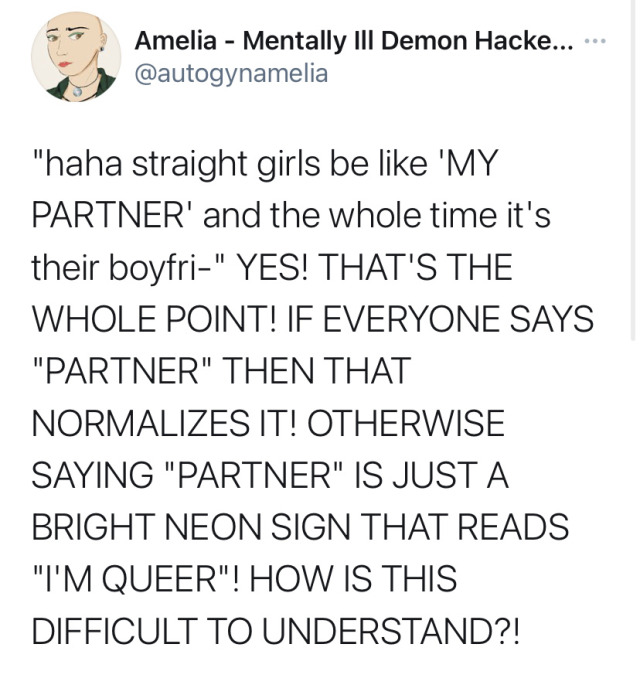 Amelia - Mentally Ill Demon Hacke...
@autogynamelia
"haha straight girls be like 'MY
PARTNER' and the whole time it's
their boyfri-" YES! THAT'S THE
WHOLE POINT! IF EVERYONE SAYS
"PARTNER" THEN THAT
NORMALIZES IT! OTHERWISE
SAYING "PARTNER" IS JUST A
BRIGHT NEON SIGN THAT READS
"I'M QUEER"! HOW IS THIS
DIFFICULT TO UNDERSTAND?!